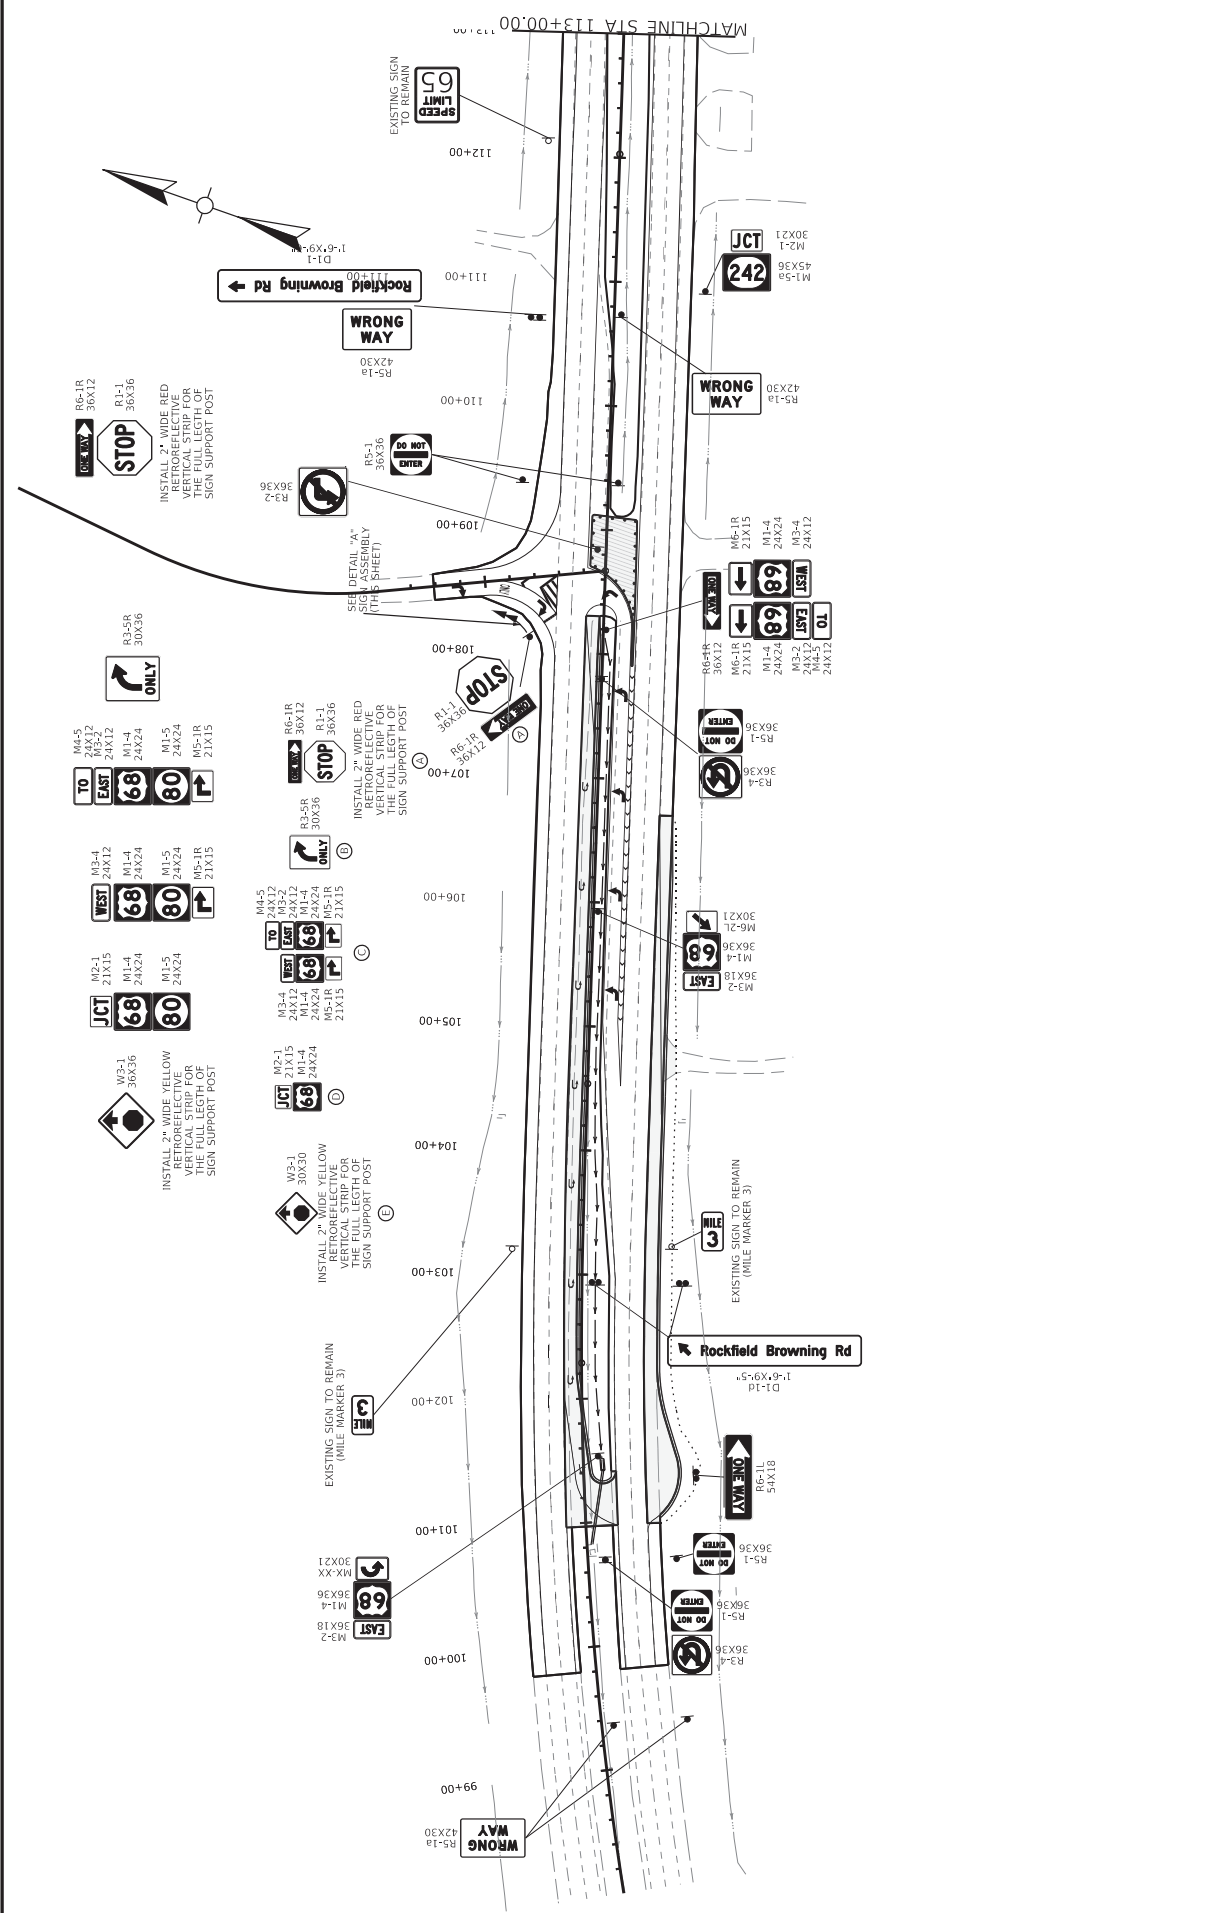 MATCHLINE STA 113+00.00
113+00
EXISTING SIGN
TO REMAIN
SPEED
LIMIT
65
112+00
JCT
M2-1
30X21
242
M1-5a
45X36
D1-1
1'-6"X9'-0"
111+00
111+00
Rockfield Browning Rd
WRONG
WAY
R5-1a
42X30
WRONG
WAY
R5-1a
42X30
110+00
R6-1R
36X12
R1-1
36X36
ONE WAY
STOP
INSTALL 2" WIDE RED
RETROREFLECTIVE
VERTICAL STRIP FOR
THE FULL LEGTH OF
SIGN SUPPORT POST
R5-1
36X36
DO NOT
ENTER
R3-2
36X36
109+00
SEE DETAIL "A"
SIGN ASSEMBLY
(THIS SHEET)
ONLY
108+00
M6-1R
21X15
M1-4
24X24
M3-4
24X12
ONE WAY
68
WEST
68
EAST
TO
R6-1R
36X12
M6-1R
21X15
M1-4
24X24
M3-2
24X12
M4-5
24X12
R3-5R
30X36
ONLY
STOP
R1-1
36X36
ONE WAY
R6-1R
36X12
A
107+00
DO NOT
ENTER
R5-1
36X36
R3-4
36X36
M4-5
24X12
M3-2
24X12
M1-4
24X24
M1-5
24X24
M5-1R
21X15
TO
EAST
68
80
R6-1R
36X12
R1-1
36X36
ONE WAY
STOP
INSTALL 2" WIDE RED
RETROREFLECTIVE
VERTICAL STRIP FOR
THE FULL LEGTH OF
SIGN SUPPORT POST
A
R3-5R
30X36
ONLY
B
M3-4
24X12
M1-4
24X24
M1-5
24X24
M5-1R
21X15
WEST
68
80
106+00
M4-5
24X12
M3-2
24X12
M1-4
24X24
M5-1R
21X15
TO
EAST
68
WEST
68
M3-4
24X12
M1-4
24X24
M5-1R
21X15
C
M6-2L
30X21
68
M1-4
36X36
EAST
M3-2
36X18
M2-1
21X15
M1-4
24X24
M1-5
24X24
JCT
68
80
105+00
M2-1
21X15
M1-4
24X24
JCT
68
D
W3-1
36X36
INSTALL 2" WIDE YELLOW
RETROREFLECTIVE
VERTICAL STRIP FOR
THE FULL LEGTH OF
SIGN SUPPORT POST
104+00
W3-1
30X30
INSTALL 2" WIDE YELLOW
RETROREFLECTIVE
VERTICAL STRIP FOR
THE FULL LEGTH OF
SIGN SUPPORT POST
E
MILE
3
EXISTING SIGN TO REMAIN
(MILE MARKER 3)
103+00
Rockfield Browning Rd
D1-1d
1'-6"X9'-5"
EXISTING SIGN TO REMAIN
(MILE MARKER 3)
MILE
3
102+00
ONE WAY
R6-1L
54X18
101+00
DO NOT
ENTER
R5-1
36X36
MX-XX
30X21
68
M1-4
36X36
EAST
M3-2
36X18
DO NOT
ENTER
R5-1
36X36
R3-4
36X36
100+00
99+00
WRONG
WAY
R5-1a
42X30